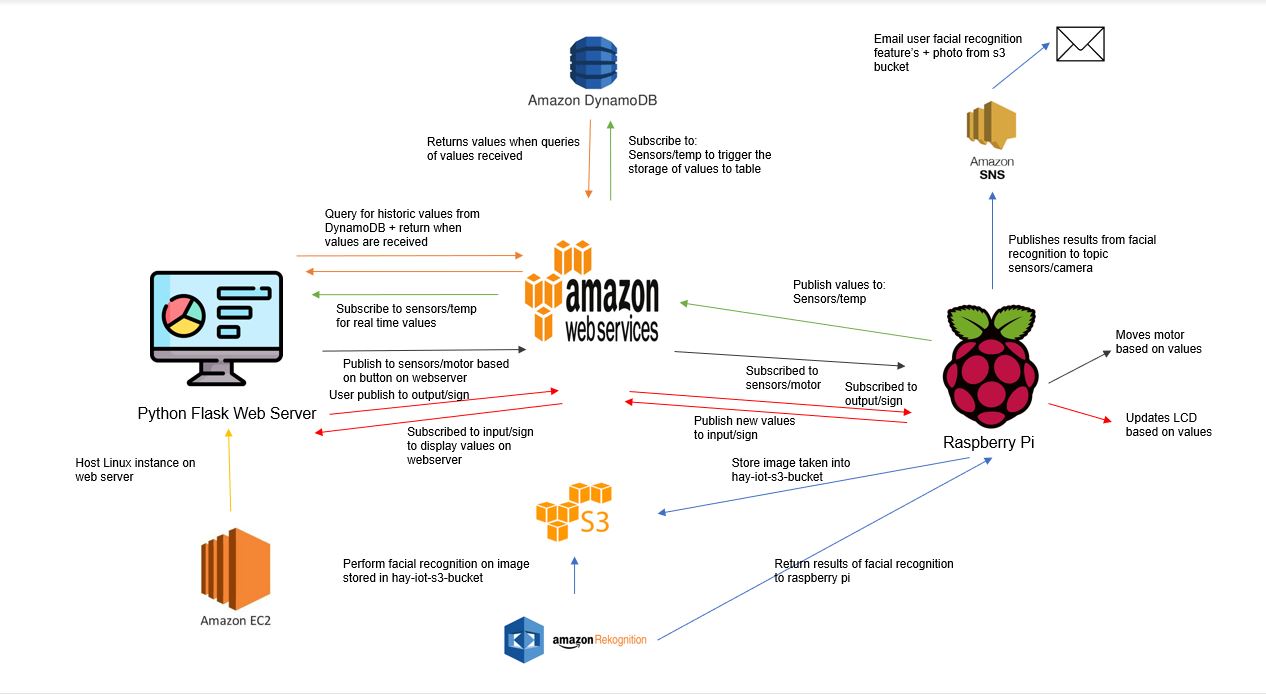 Email user facial recognition
feature's + photo from s3
bucket
Amazon DynamoDB
Amazon
SNS
Returns values when queries
of values received
Subscribe to:
Sensors/temp to trigger the
storage of values to table
Query for historic values from
DynamoDB + return when
values are received
Publishes results from facial
recognition to topic
sensors/camera
amazon
webservices
Publish values to:
Sensors/temp
Subscribe to sensors/temp
for real time values
Moves motor
based on values
Publish to sensors/motor based
on button on webserver
Subscribed to
sensors/motor
User publish to output/sign
Subscribed to
output/sign
Python Flask Web Server
Publish new values
to input/sign
Updates LCD
based on values
Subscribed to input/sign
to display values on
webserver
Raspberry Pi
Host Linux instance on
web server
Store image taken into
hay-iot-s3-bucket
S3
Perform facial recognition on image
stored in hay-iot-s3-bucket
Return results of facial recognition
to raspberry pi
Amazon EC2
amazon Rekognition